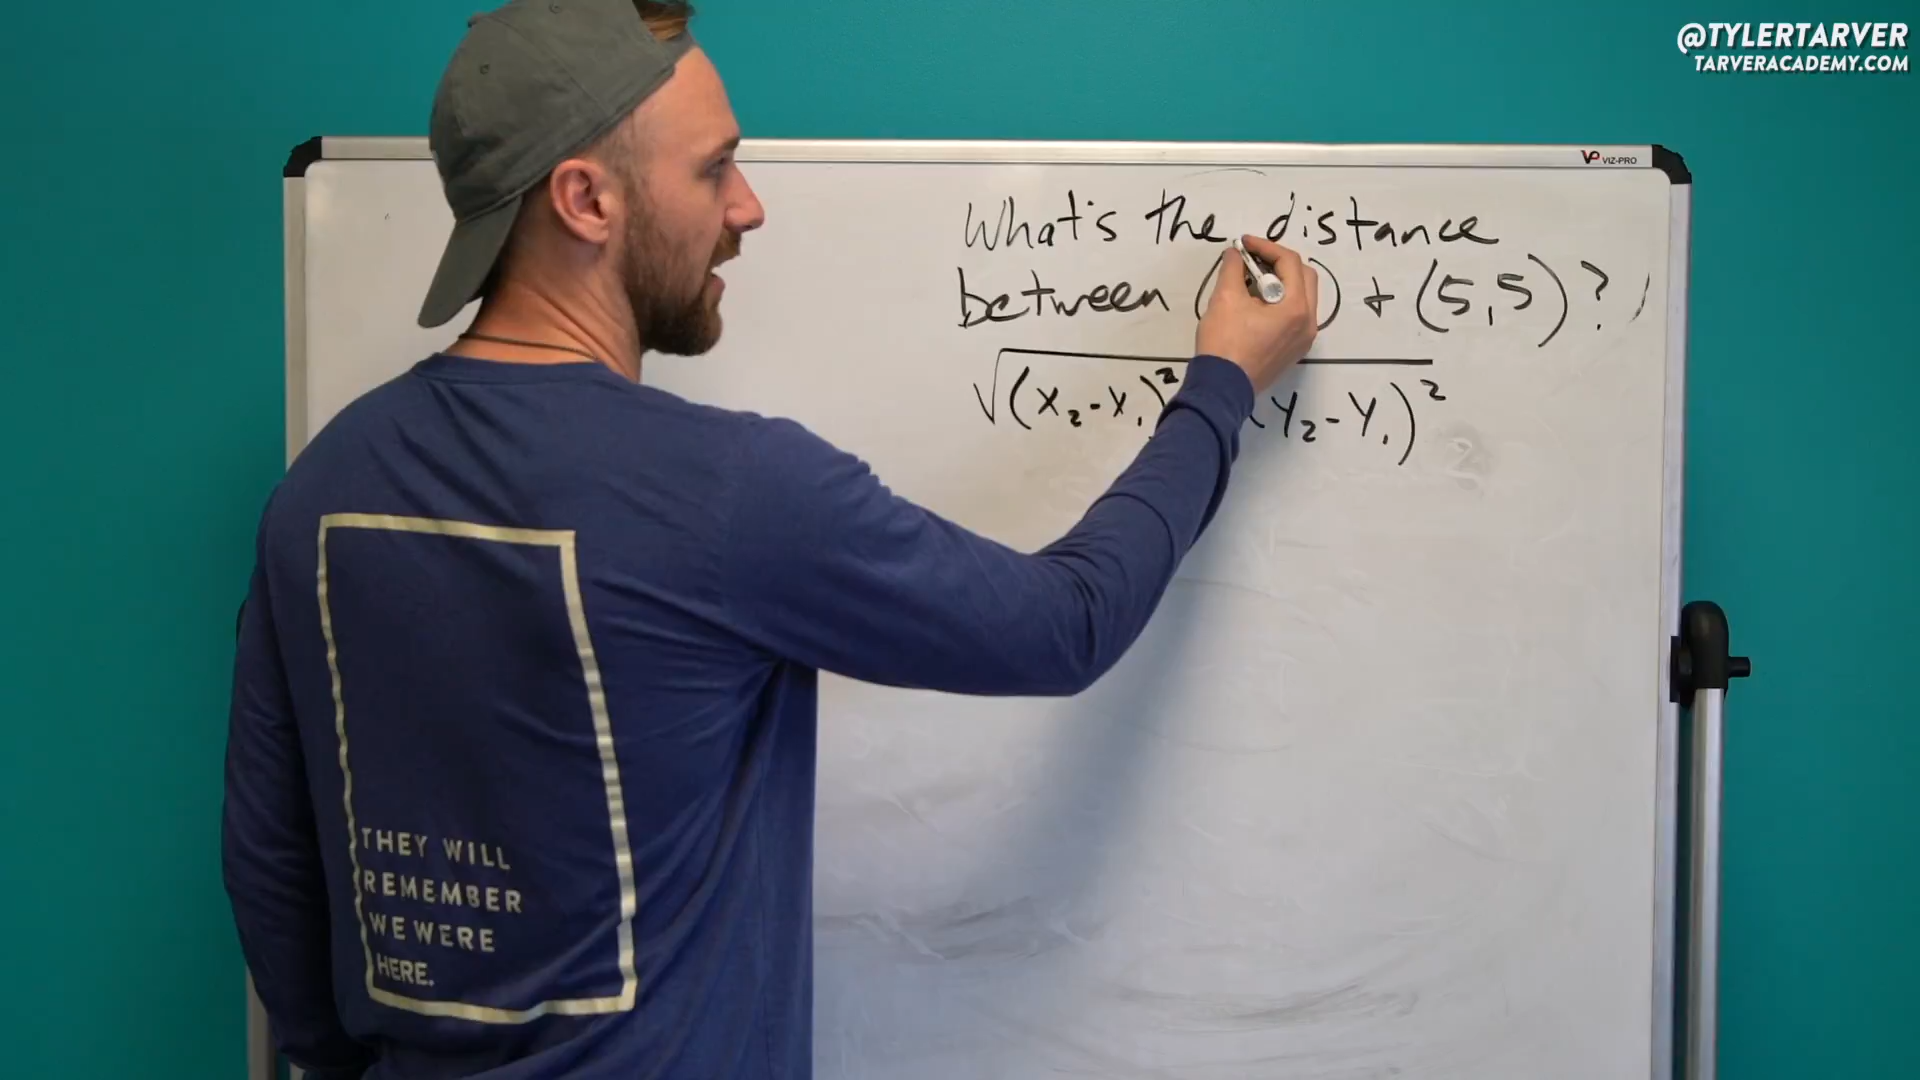 @TYLERTARVER
TARVERACADEMY.COM
VP VIZ-PRO
What's the distance
between ( ) + (5,5)?
√(x₂-x₁)² (y₂-y₁)²
THEY WILL
REMEMBER
WE WERE
HERE.